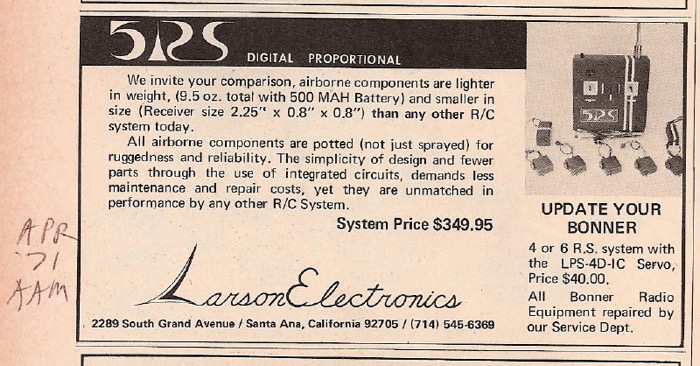 5RS DIGITAL PROPORTIONAL
We invite your comparison, airborne components are lighter
in weight, (9.5 oz. total with 500 MAH Battery) and smaller in
size (Receiver size 2.25" x 0.8" x 0.8") than any other R/C
system today.
All airborne components are potted (not just sprayed) for
ruggedness and reliability. The simplicity of design and fewer
parts through the use of integrated circuits, demands less
maintenance and repair costs, yet they are unmatched in
performance by any other R/C System.
System Price $349.95
Larson Electronics
2289 South Grand Avenue / Santa Ana, California 92705 / (714) 545-6369
5RS
UPDATE YOUR
BONNER
4 or 6 R.S. system with
the LPS-4D-IC Servo,
Price $40.00.
All Bonner Radio
Equipment repaired by
our Service Dept.
APR
'71
AAM